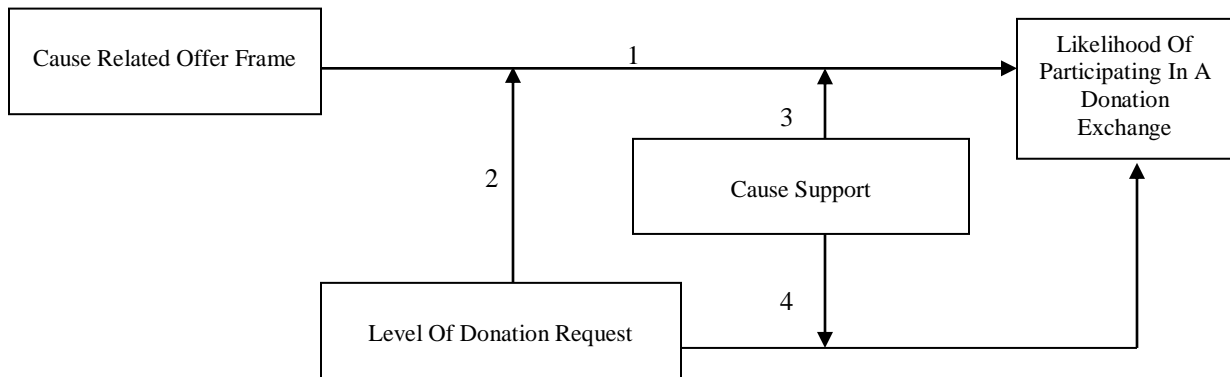 Cause Related Offer Frame
1
Likelihood Of
Participating In A
Donation
Exchange
3
2
Cause Support
4
Level Of Donation Request